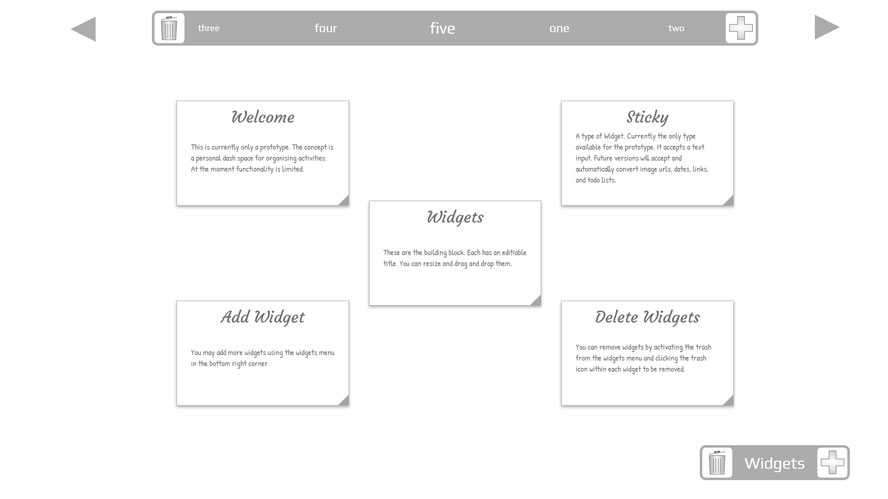 three four five one two
Welcome
This is currently only a prototype. The concept is
a personal dash space for organising activities.
At the moment functionality is limited.
Sticky
A type of Widget. Currently the only type
available for the prototype. It accepts a text
input. Future versions will accept and
automatically convert image urls, dates, links,
and todo lists.
Widgets
These are the building block. Each has an editable
title. You can resize and drag and drop them.
Add Widget
You may add more widgets using the widgets menu
in the bottom right corner.
Delete Widgets
You can remove widgets by activating the trash
from the widgets menu and clicking the trash
icon within each widget to be removed.
Widgets